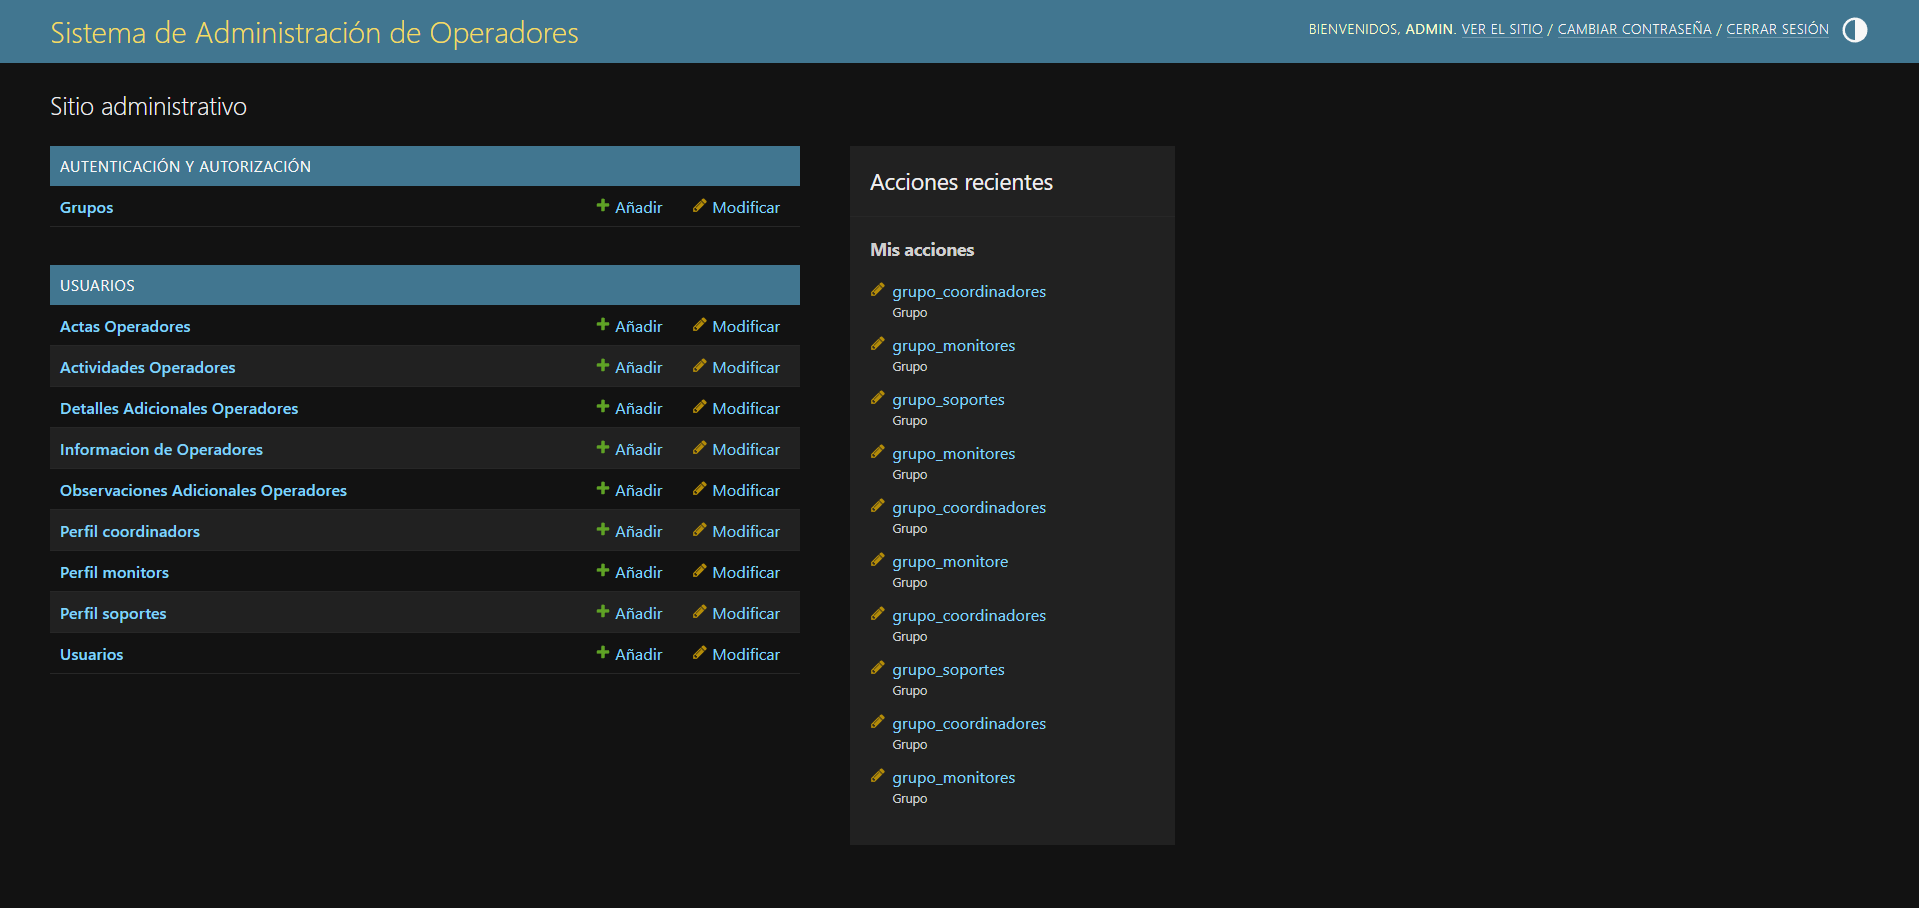 Sistema de Administración de Operadores
BIENVENIDOS, ADMIN. VER EL SITIO / CAMBIAR CONTRASEÑA / CERRAR SESIÓN
Sitio administrativo
AUTENTICACIÓN Y AUTORIZACIÓN
Grupos Añadir Modificar
USUARIOS
Actas Operadores Añadir Modificar
Actividades Operadores Añadir Modificar
Detalles Adicionales Operadores Añadir Modificar
Informacion de Operadores Añadir Modificar
Observaciones Adicionales Operadores Añadir Modificar
Perfil coordinadors Añadir Modificar
Perfil monitors Añadir Modificar
Perfil soportes Añadir Modificar
Usuarios Añadir Modificar
Acciones recientes
Mis acciones
grupo_coordinadores
Grupo
grupo_monitores
Grupo
grupo_soportes
Grupo
grupo_monitores
Grupo
grupo_coordinadores
Grupo
grupo_monitore
Grupo
grupo_coordinadores
Grupo
grupo_soportes
Grupo
grupo_coordinadores
Grupo
grupo_monitores
Grupo